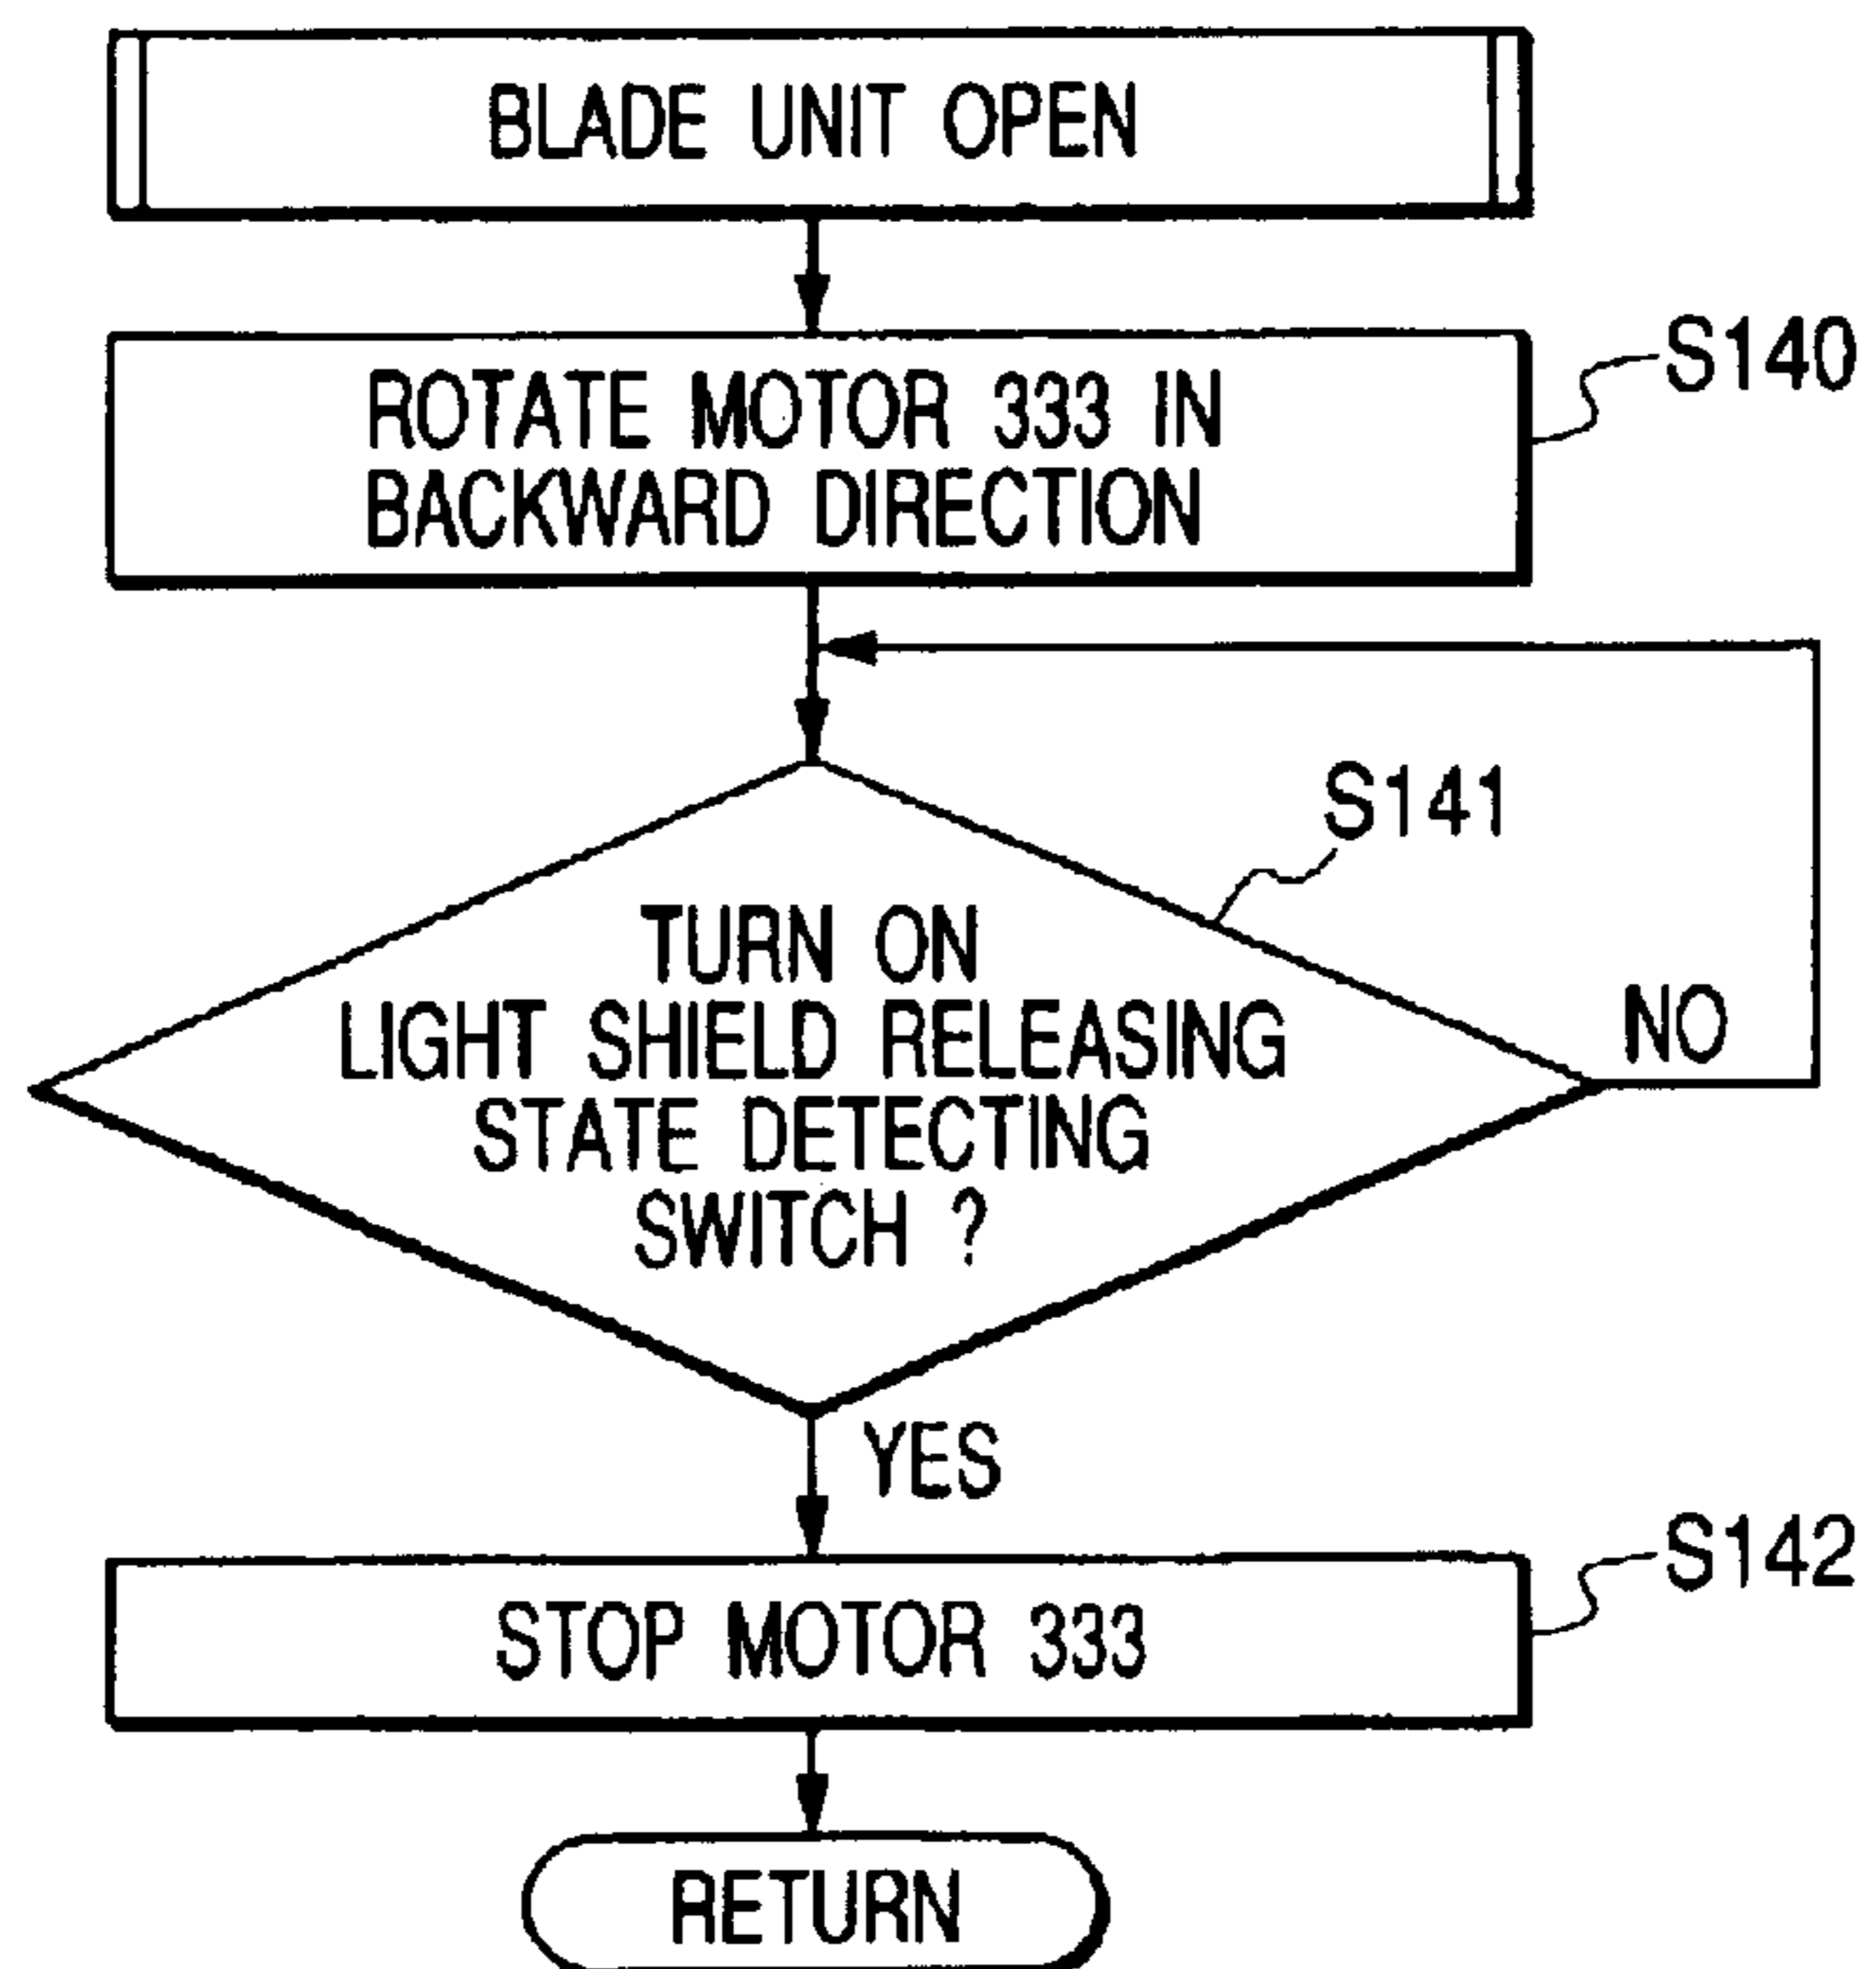 BLADE UNIT OPEN
ROTATE MOTOR 333 IN
BACKWARD DIRECTION
S140
S141
TURN ON
LIGHT SHIELD RELEASING
STATE DETECTING
SWITCH ?
NO
YES
STOP MOTOR 333
S142
RETURN